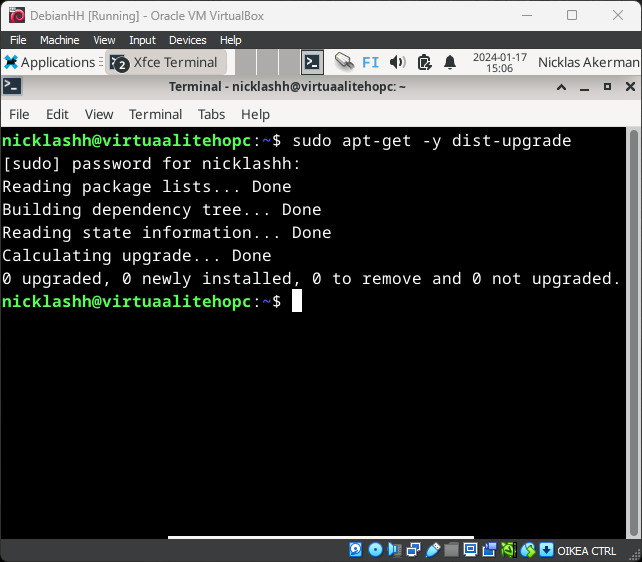 DebianHH [Running] - Oracle VM VirtualBox
File Machine View Input Devices Help
Applications 2 Xfce Terminal FI 2024-01-17 15:06 Nicklas Akerman
Terminal - nicklashh@virtuaalitehopc: ~
File Edit View Terminal Tabs Help
nicklashh@virtuaalitehopc:~$ sudo apt-get -y dist-upgrade
[sudo] password for nicklashh:
Reading package lists... Done
Building dependency tree... Done
Reading state information... Done
Calculating upgrade... Done
0 upgraded, 0 newly installed, 0 to remove and 0 not upgraded.
nicklashh@virtuaalitehopc:~$
OIKEA CTRL